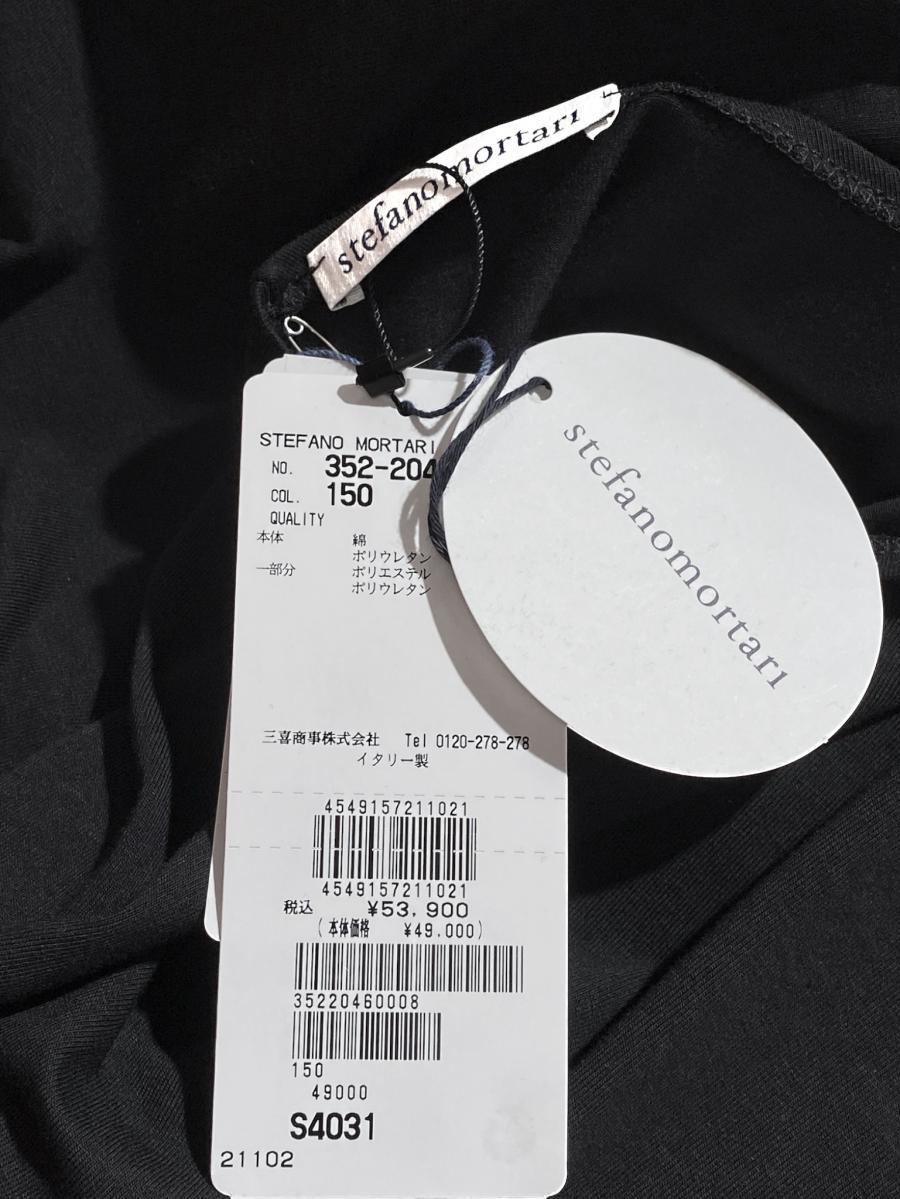 stefanomortari
stefanomortari
STEFANO MORTARI
NO. 352-204
COL. 150
QUALITY
本体 綿
ポリウレタン
一部分 ポリエステル
ポリウレタン
三喜商事株式会社 Tel 0120-278-278
イタリー製
4549157211021
4549157211021
税込 ¥53,900
(本体価格 ¥49,000)
35220460008
150
49000
S4031
21102